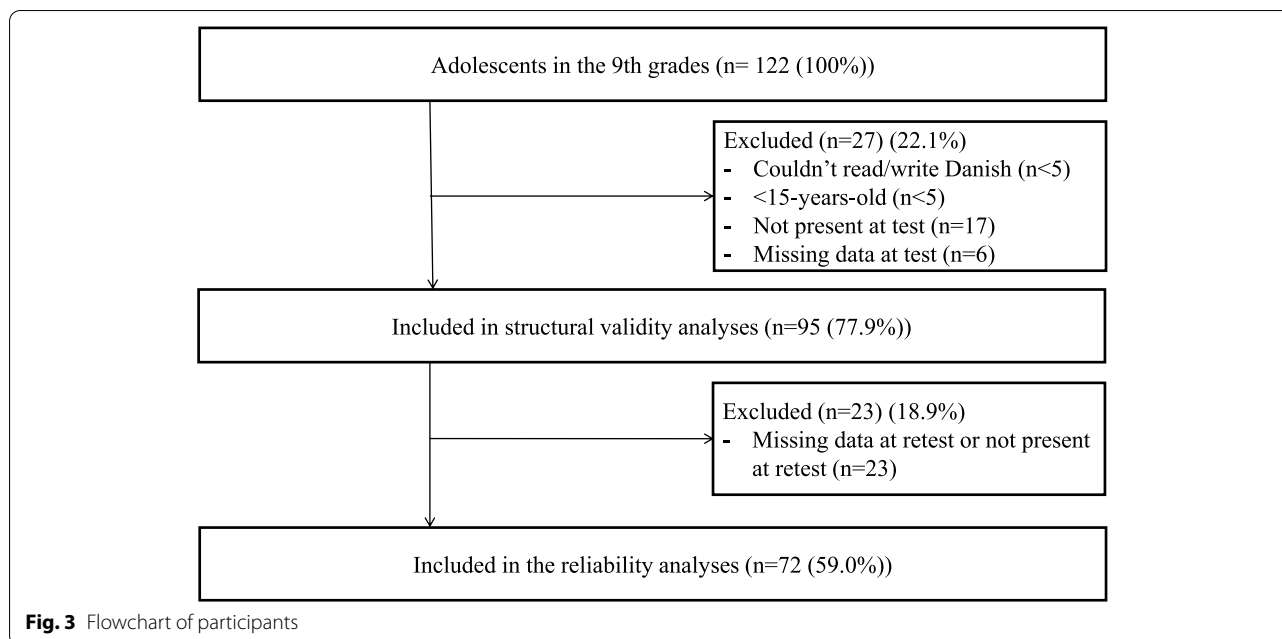 Adolescents in the 9th grades (n= 122 (100%))
Excluded (n=27) (22.1%)
- Couldn’t read/write Danish (n<5)
- <15-years-old (n<5)
- Not present at test (n=17)
- Missing data at test (n=6)
Included in structural validity analyses (n=95 (77.9%))
Excluded (n=23) (18.9%)
- Missing data at retest or not present
at retest (n=23)
Included in the reliability analyses (n=72 (59.0%))
Fig. 3 Flowchart of participants